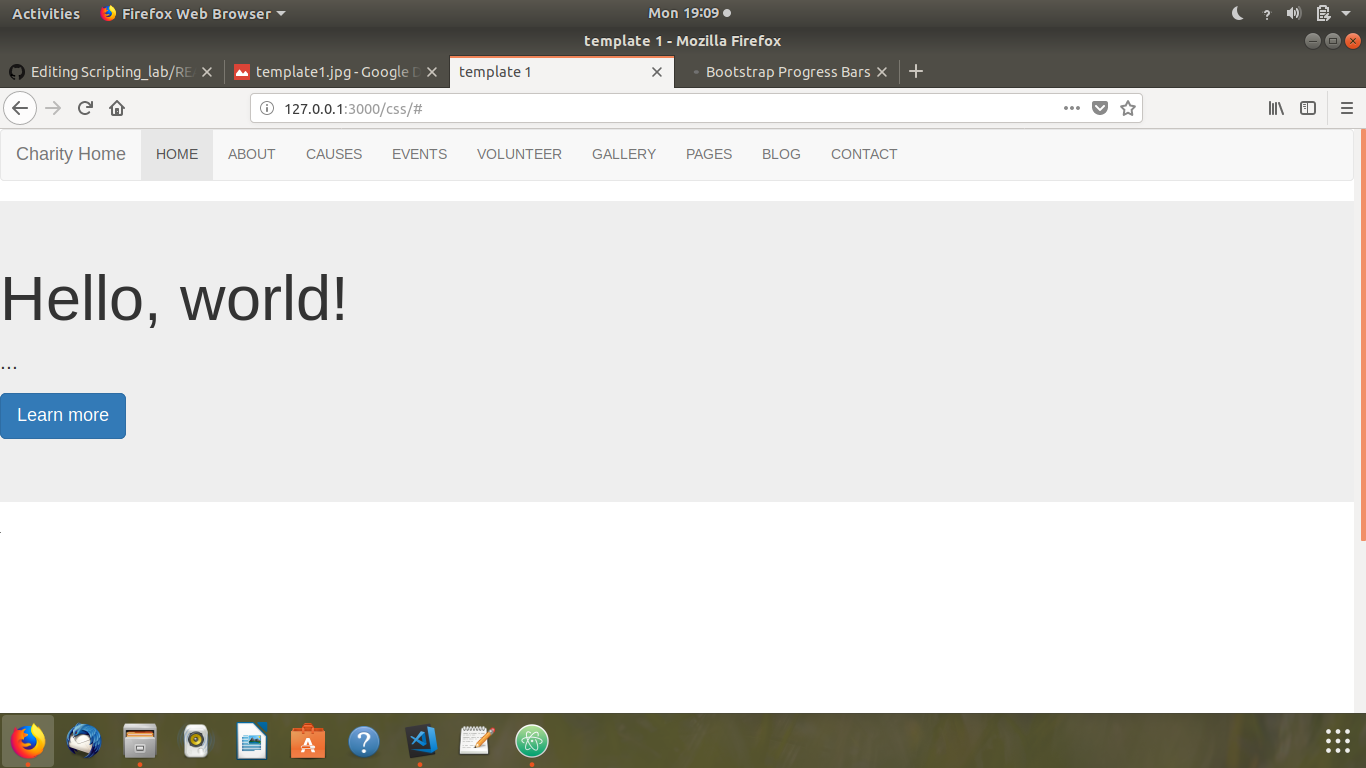 Activities Firefox Web Browser Mon 19:09
template 1 - Mozilla Firefox
Editing Scripting_lab/RE template1.jpg - Google D template 1 Bootstrap Progress Bars
127.0.0.1:3000/css/#
Charity Home HOME ABOUT CAUSES EVENTS VOLUNTEER GALLERY PAGES BLOG CONTACT
Hello, world!
...
Learn more